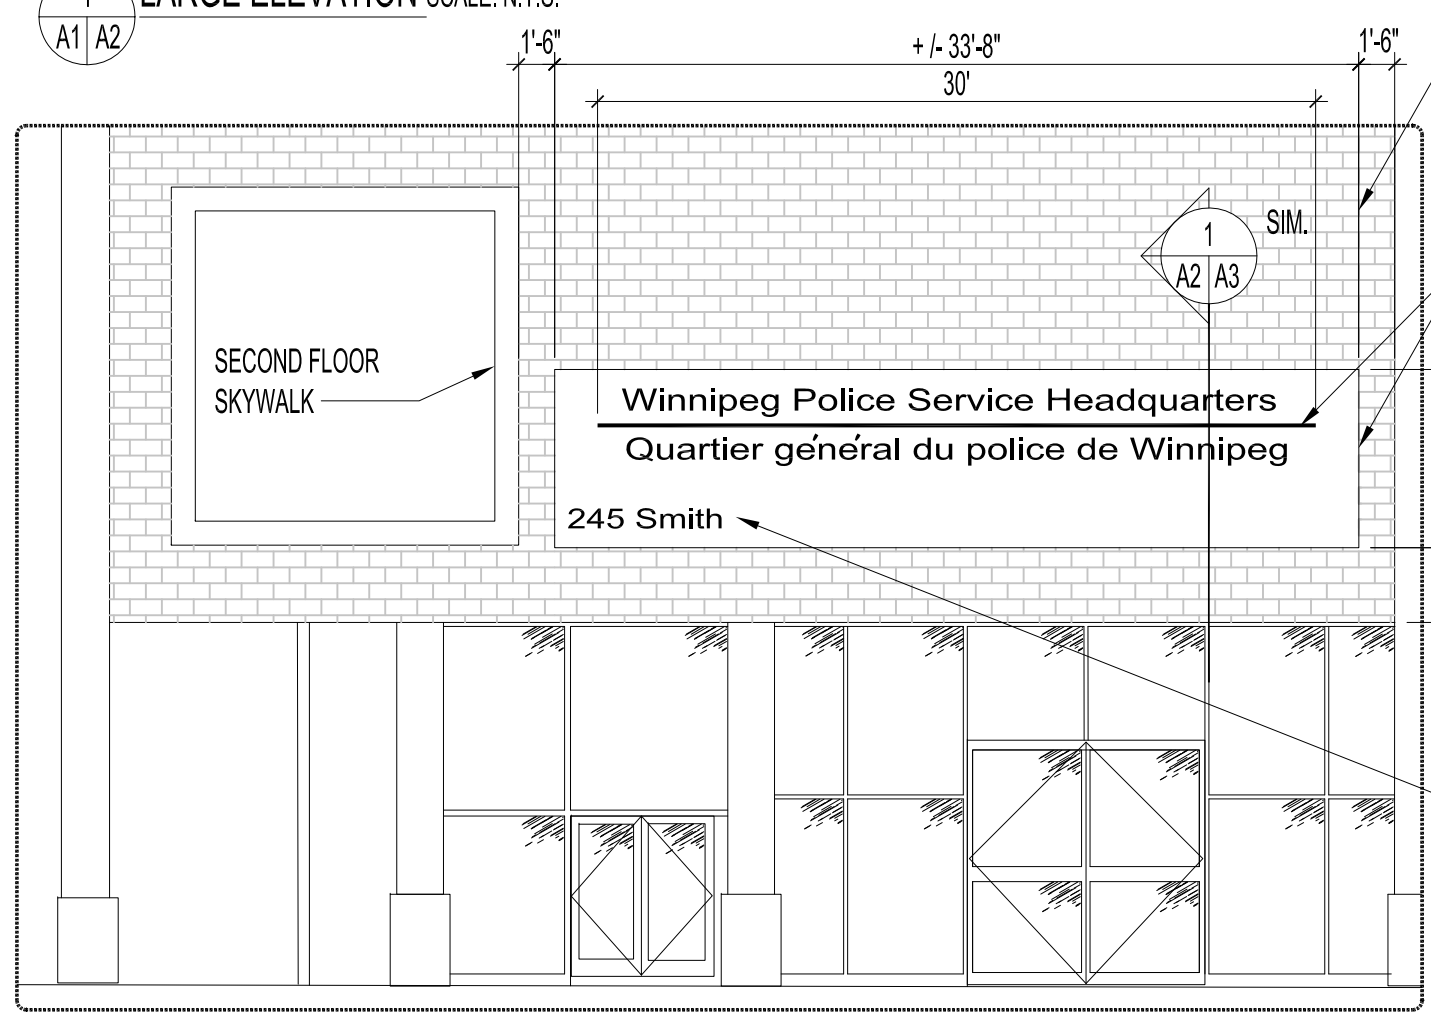 1
LARGE ELEVATION SCALE: N.T.S.
A1 A2
1'-6" + /- 33'-8" 1'-6"
30'
1
SIM.
A2 A3
SECOND FLOOR
SKYWALK
Winnipeg Police Service Headquarters
Quartier général du police de Winnipeg
245 Smith